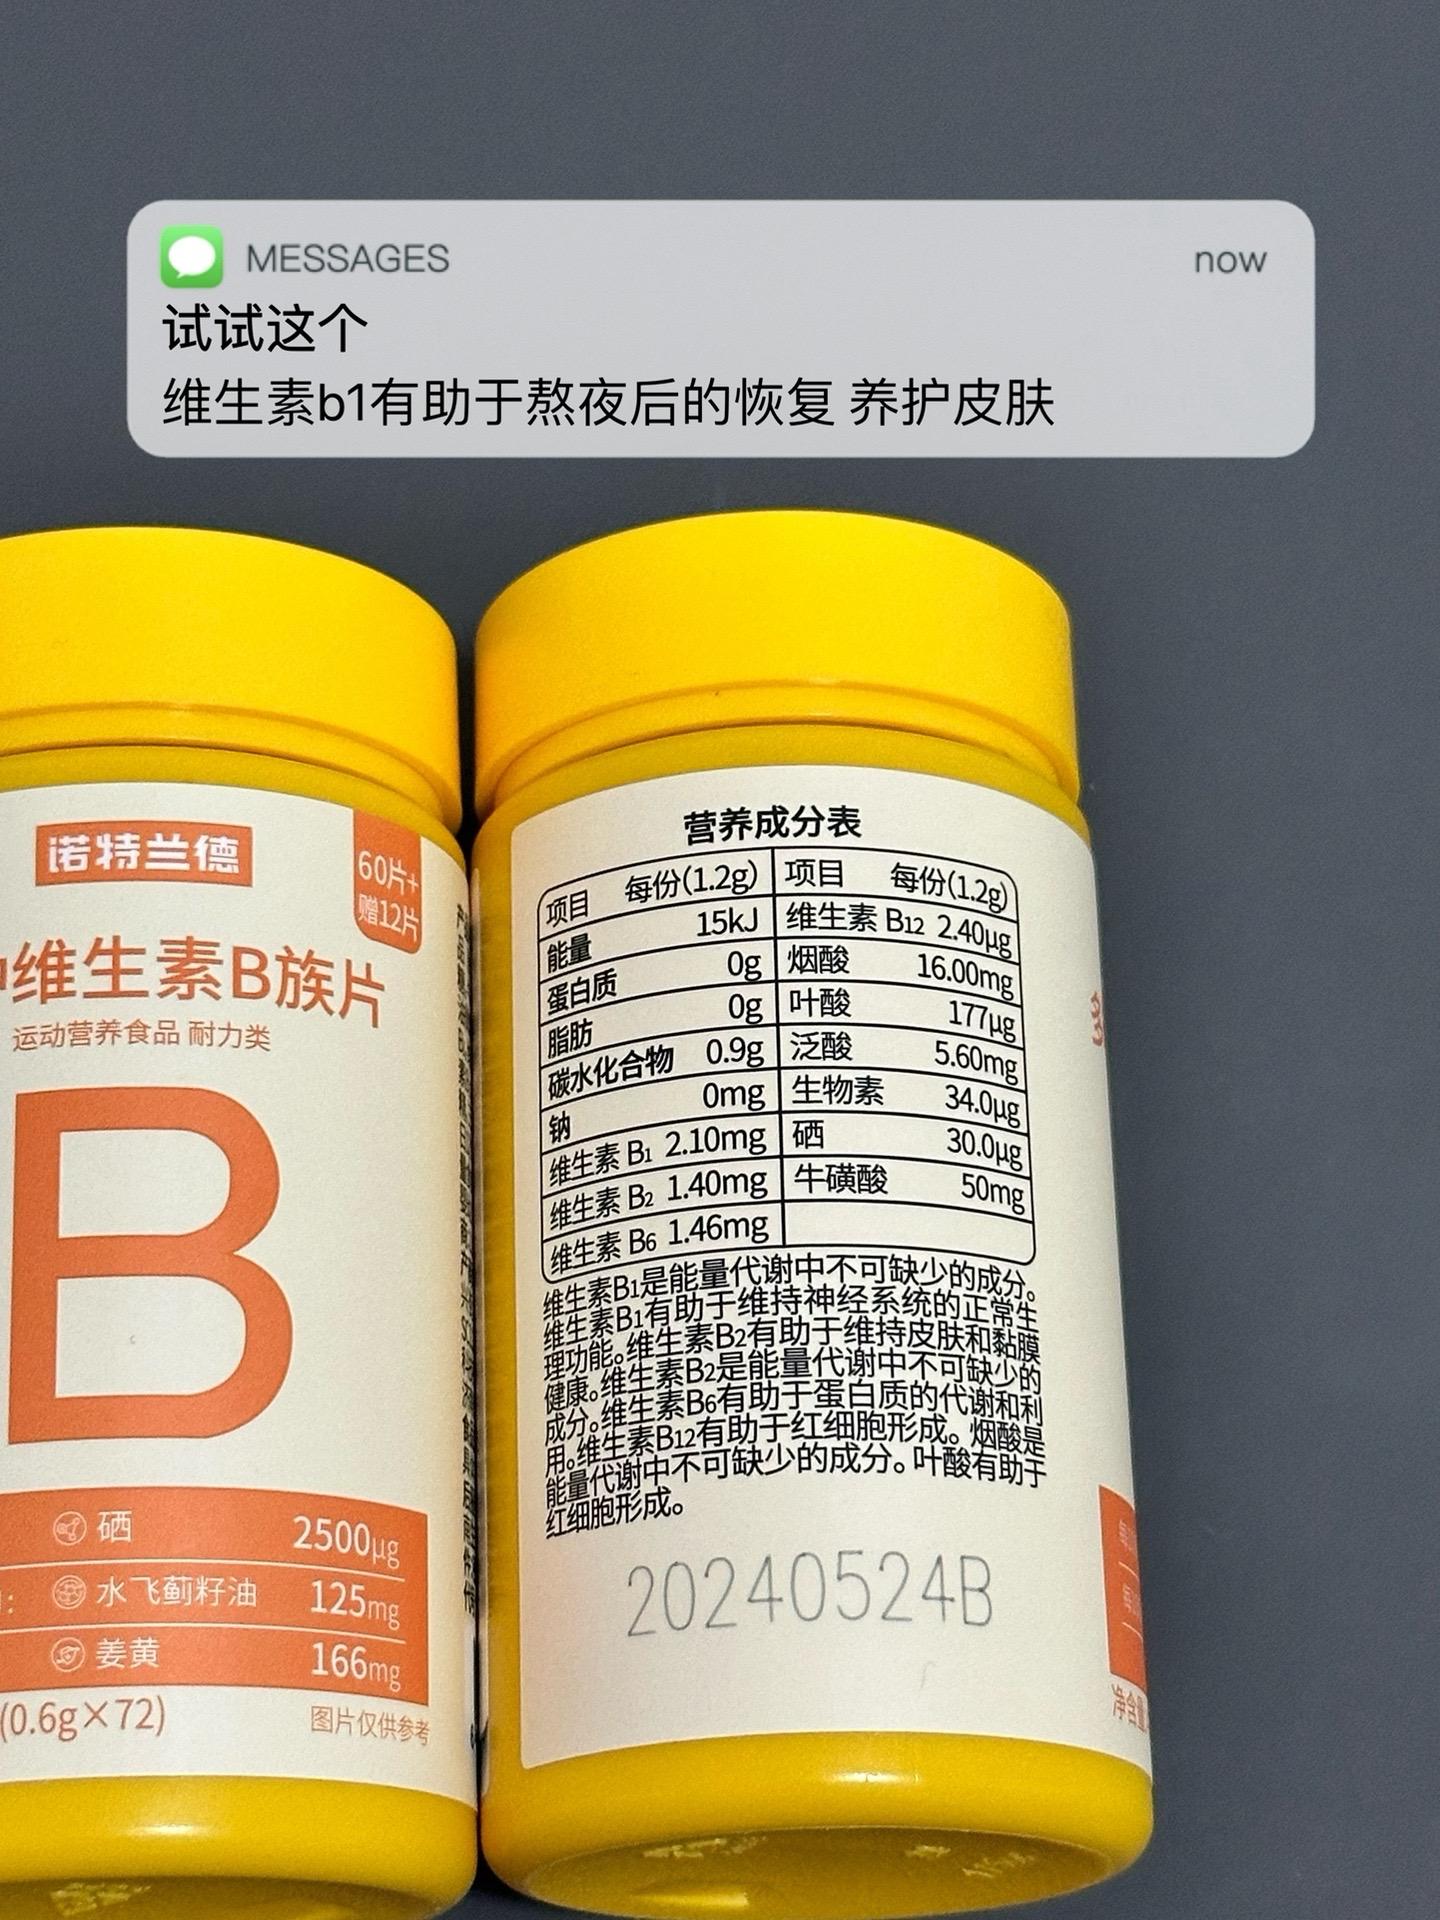 MESSAGES
now
试试这个
维生素b1有助于熬夜后的恢复 养护皮肤
诺特兰德
60片+
赠12片
维生素B族片
运动营养食品 耐力类
B
硒 2500μg
水飞蓟籽油 125mg
姜黄 166mg
(0.6g×72)
图片仅供参考
营养成分表
项目 每份(1.2g) 项目 每份(1.2g)
能量 15kJ 维生素 B12 2.40μg
蛋白质 0g 烟酸 16.00mg
脂肪 0g 叶酸 177μg
碳水化合物 0.9g 泛酸 5.60mg
钠 0mg 生物素 34.0μg
维生素 B1 2.10mg 硒 30.0μg
维生素 B2 1.40mg 牛磺酸 50mg
维生素 B6 1.46mg
维生素B1是能量代谢中不可缺少的成分。
维生素B1有助于维持神经系统的正常生
理功能。维生素B2有助于维持皮肤和黏膜
健康。维生素B2是能量代谢中不可缺少的
成分。维生素B6有助于蛋白质的代谢和利
用。维生素B12有助于红细胞形成。烟酸是
能量代谢中不可缺少的成分。叶酸有助于
红细胞形成。
20240524B
净含量